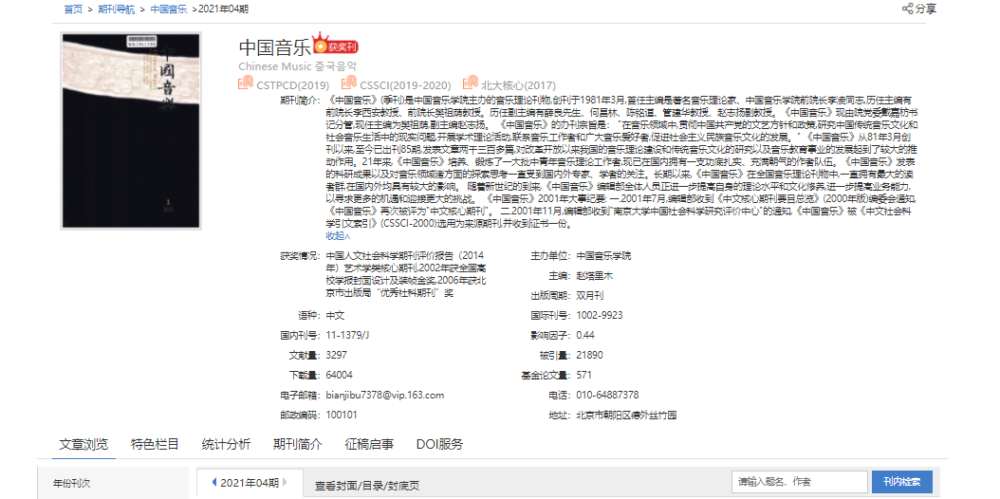 首页 > 期刊导航 > 中国音乐 >2021年04期
分享
中国音乐
获奖刊
Chinese Music 중국음악
CSTPCD(2019) CSSCI(2019-2020) 北大核心(2017)
期刊简介: 《中国音乐》(季刊)是中国音乐学院主办的音乐理论刊物,创刊于1981年3月,首任主编是著名音乐理论家、中国音乐学院前院长李凌同志,历任主编有
前院长李西安教授、前院长樊祖荫教授。历任副主编有薛良先生、何昌林、陈铭道、管建华教授、赵志扬副教授。《中国音乐》现由院党委戴嘉枋书
记分管,现任主编为樊祖荫,副主编赵志扬。 《中国音乐》的办刊宗旨是: "在音乐领域中,贯彻中国共产党的文艺方针和政策,研究中国传统音乐文化和
社会音乐生活中的现实问题,开展学术理论活动,联系音乐工作者和广大音乐爱好者,促进社会主义民族音乐文化的发展。" 《中国音乐》从81年3月创
刊以来,至今已出刊85期,发表文章两千三百多篇,对改革开放以来我国的音乐理论建设和传统音乐文化的研究以及音乐教育事业的发展起到了较大的推
动作用。21年来,《中国音乐》培养、锻炼了一大批中青年音乐理论工作者,现已在国内拥有一支功底扎实、充满朝气的作者队伍。《中国音乐》发表
的科研成果以及对音乐领域诸方面的探索思考一直受到国内外专家、学者的关注。长期以来,《中国音乐》在全国音乐理论刊物中,一直拥有最大的读
者群,在国内外均具有较大的影响。 随着新世纪的到来,《中国音乐》编辑部全体人员正进一步提高自身的理论水平和文化修养,进一步提高业务能力,
以寻求更多的机遇和迎接更大的挑战。 《中国音乐》2001年大事纪要: 一.2001年7月,编辑部收到《中文核心期刊要目总览》(2000年版)编委会通知,
《中国音乐》再次被评为"中文核心期刊"。 二.2001年11月,编辑部收到"南京大学中国社会科学研究评价中心"的通知,《中国音乐》被《中文社会科
学引文索引》(CSSCI-2000)选用为来源期刊,并收到证书一份。
收起∧
获奖情况: 中国人文社会科学期刊评价报告(2014
年)艺术学类核心期刊,2002年获全国高
校学报封面设计及装帧金奖,2006年获北
京市出版局"优秀社科期刊"奖
主办单位: 中国音乐学院
主编: 赵塔里木
出版周期: 双月刊
语种: 中文
国际刊号: 1002-9923
国内刊号: 11-1379/J
影响因子: 0.44
文献量: 3297
被引量: 21890
下载量: 64004
基金论文量: 571
电子邮箱: bianjibu7378@vip.163.com
电话: 010-64887378
邮政编码: 100101
地址: 北京市朝阳区德外丝竹园
文章浏览 特色栏目 统计分析 期刊简介 征稿启事 DOI服务
年份刊次
2021年04期
查看封面/目录/封底页
请输入题名、作者
刊内检索
中國音樂
1